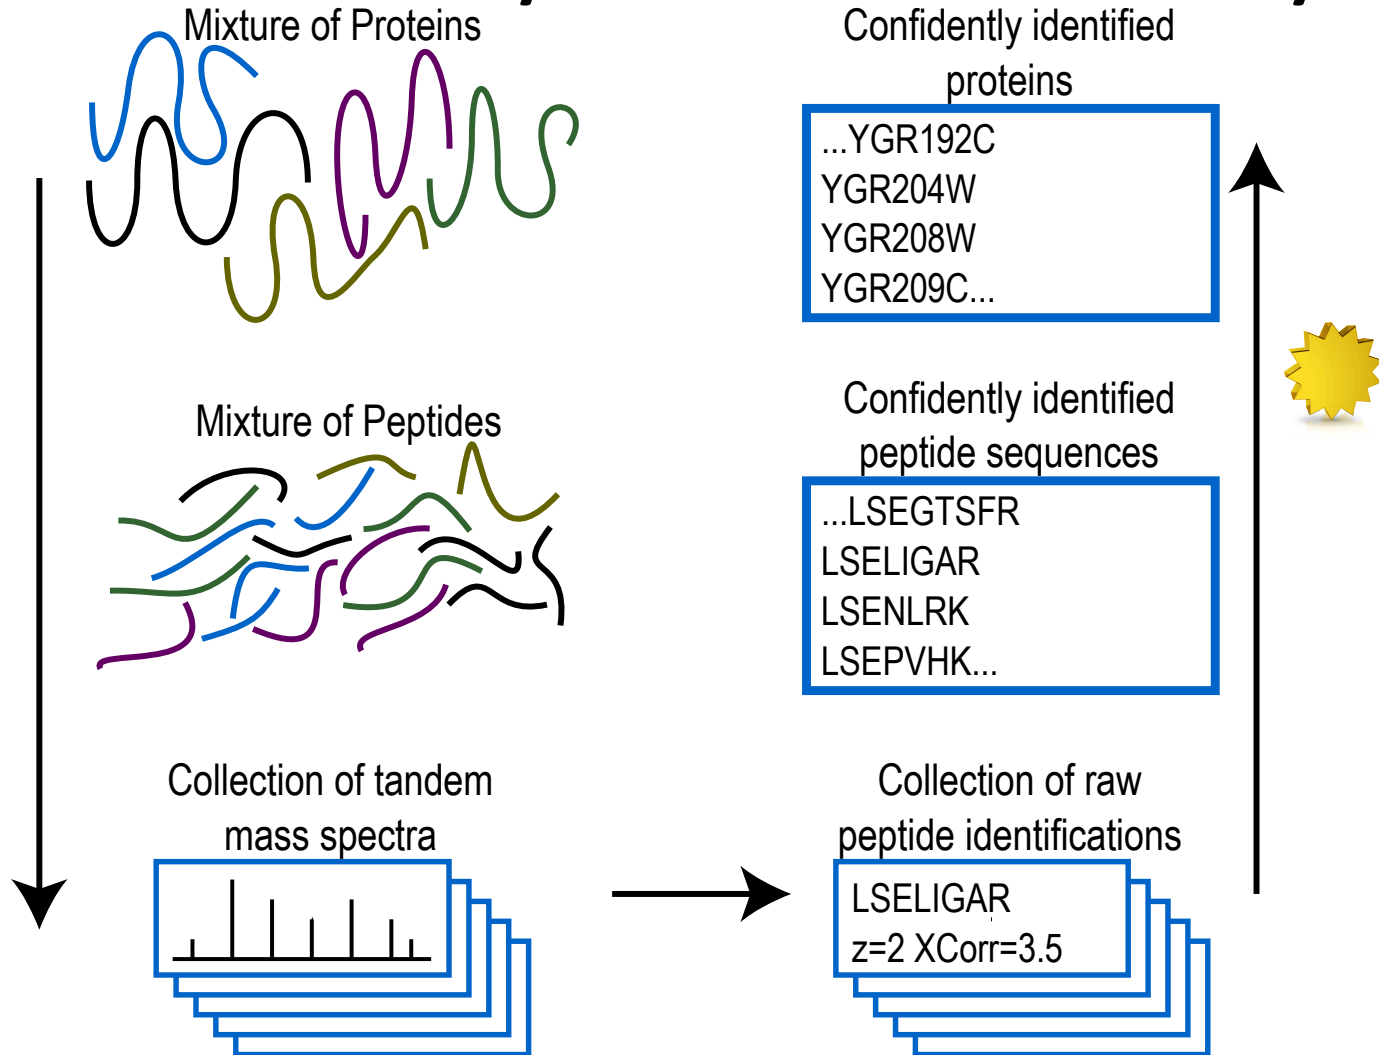 Mixture of Proteins
Mixture of Peptides
Collection of tandem
mass spectra
Confidently identified
proteins
...YGR192C
YGR204W
YGR208W
YGR209C...
Confidently identified
peptide sequences
...LSEGTSFR
LSELIGAR
LSENLRK
LSEPVHK...
Collection of raw
peptide identifications
LSELIGAR
z=2 XCorr=3.5